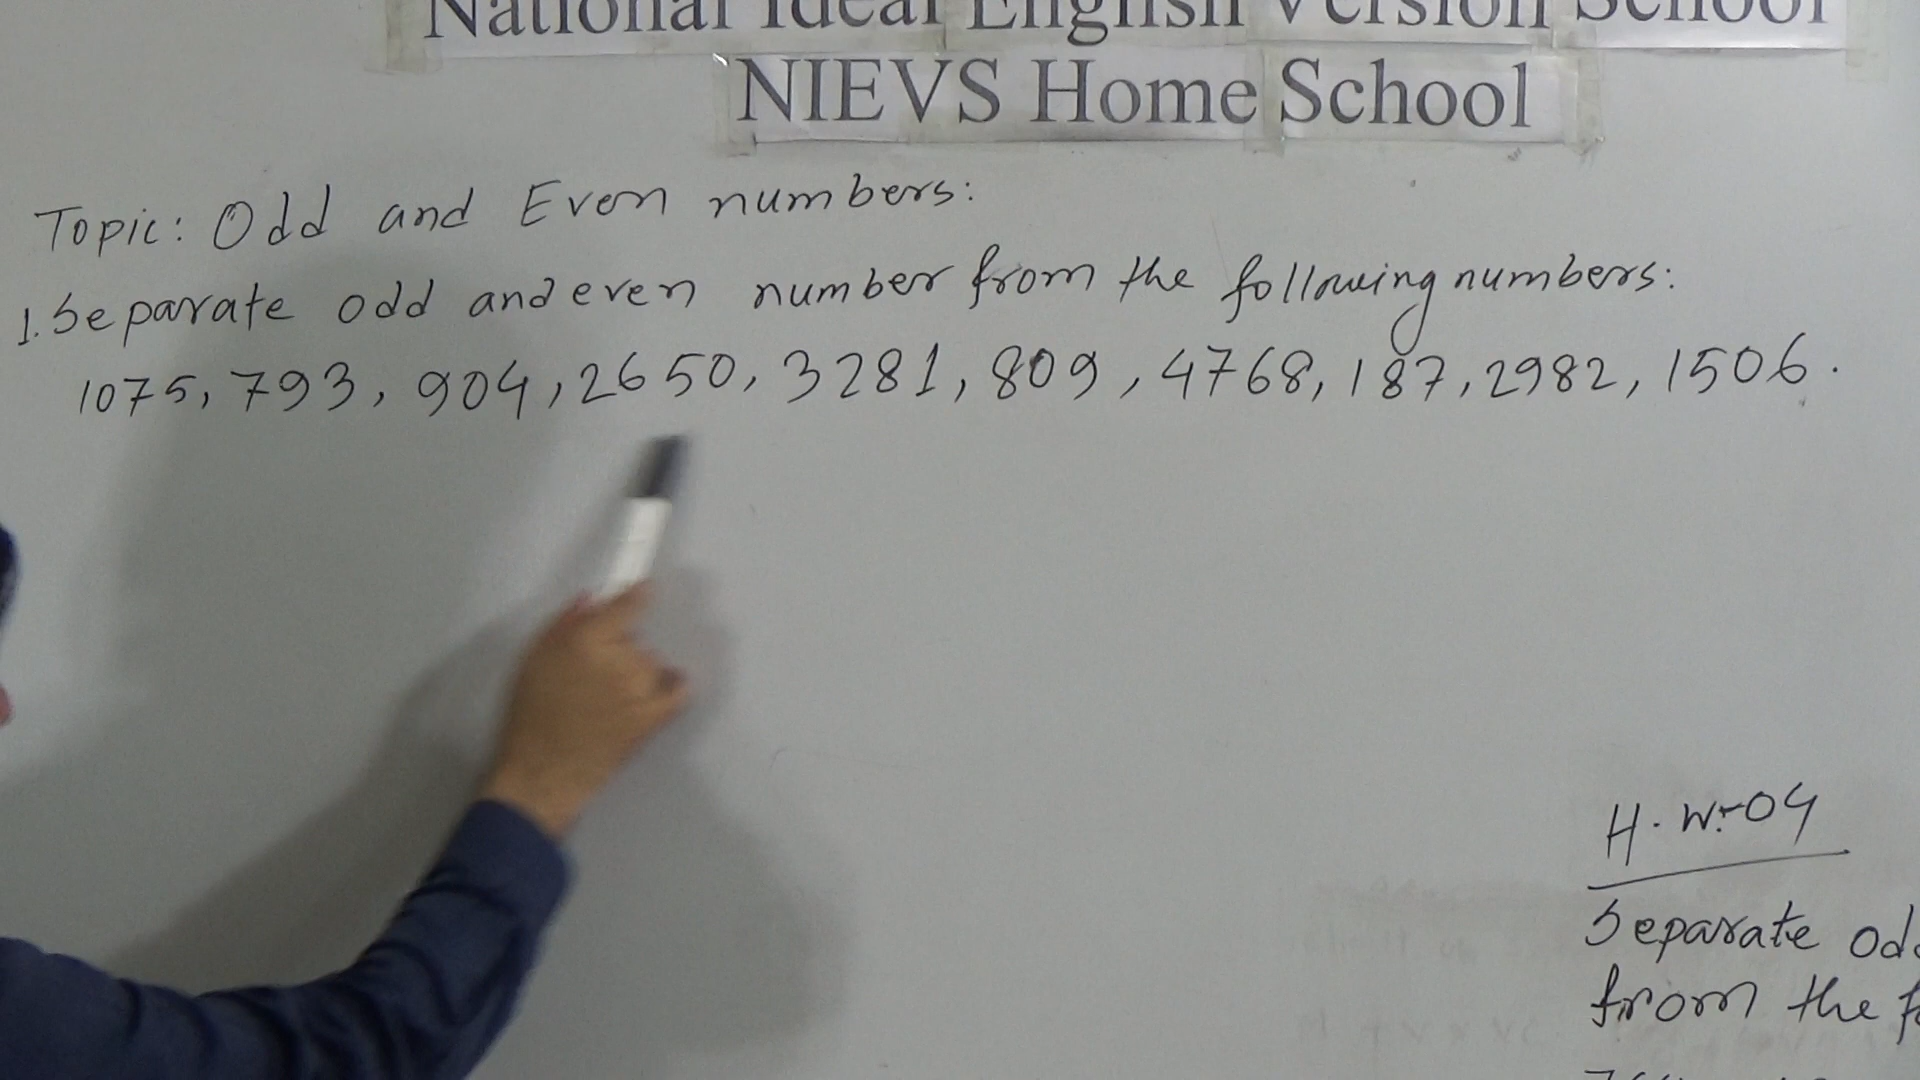 National Ideal English Version School
NIEVS Home School
Topic: Odd and Even numbers:
1. Separate odd and even number from the following numbers:
1075, 793, 904, 2650, 3281, 809, 4768, 187, 2982, 1506.
H.W:-04
Separate od
from the f